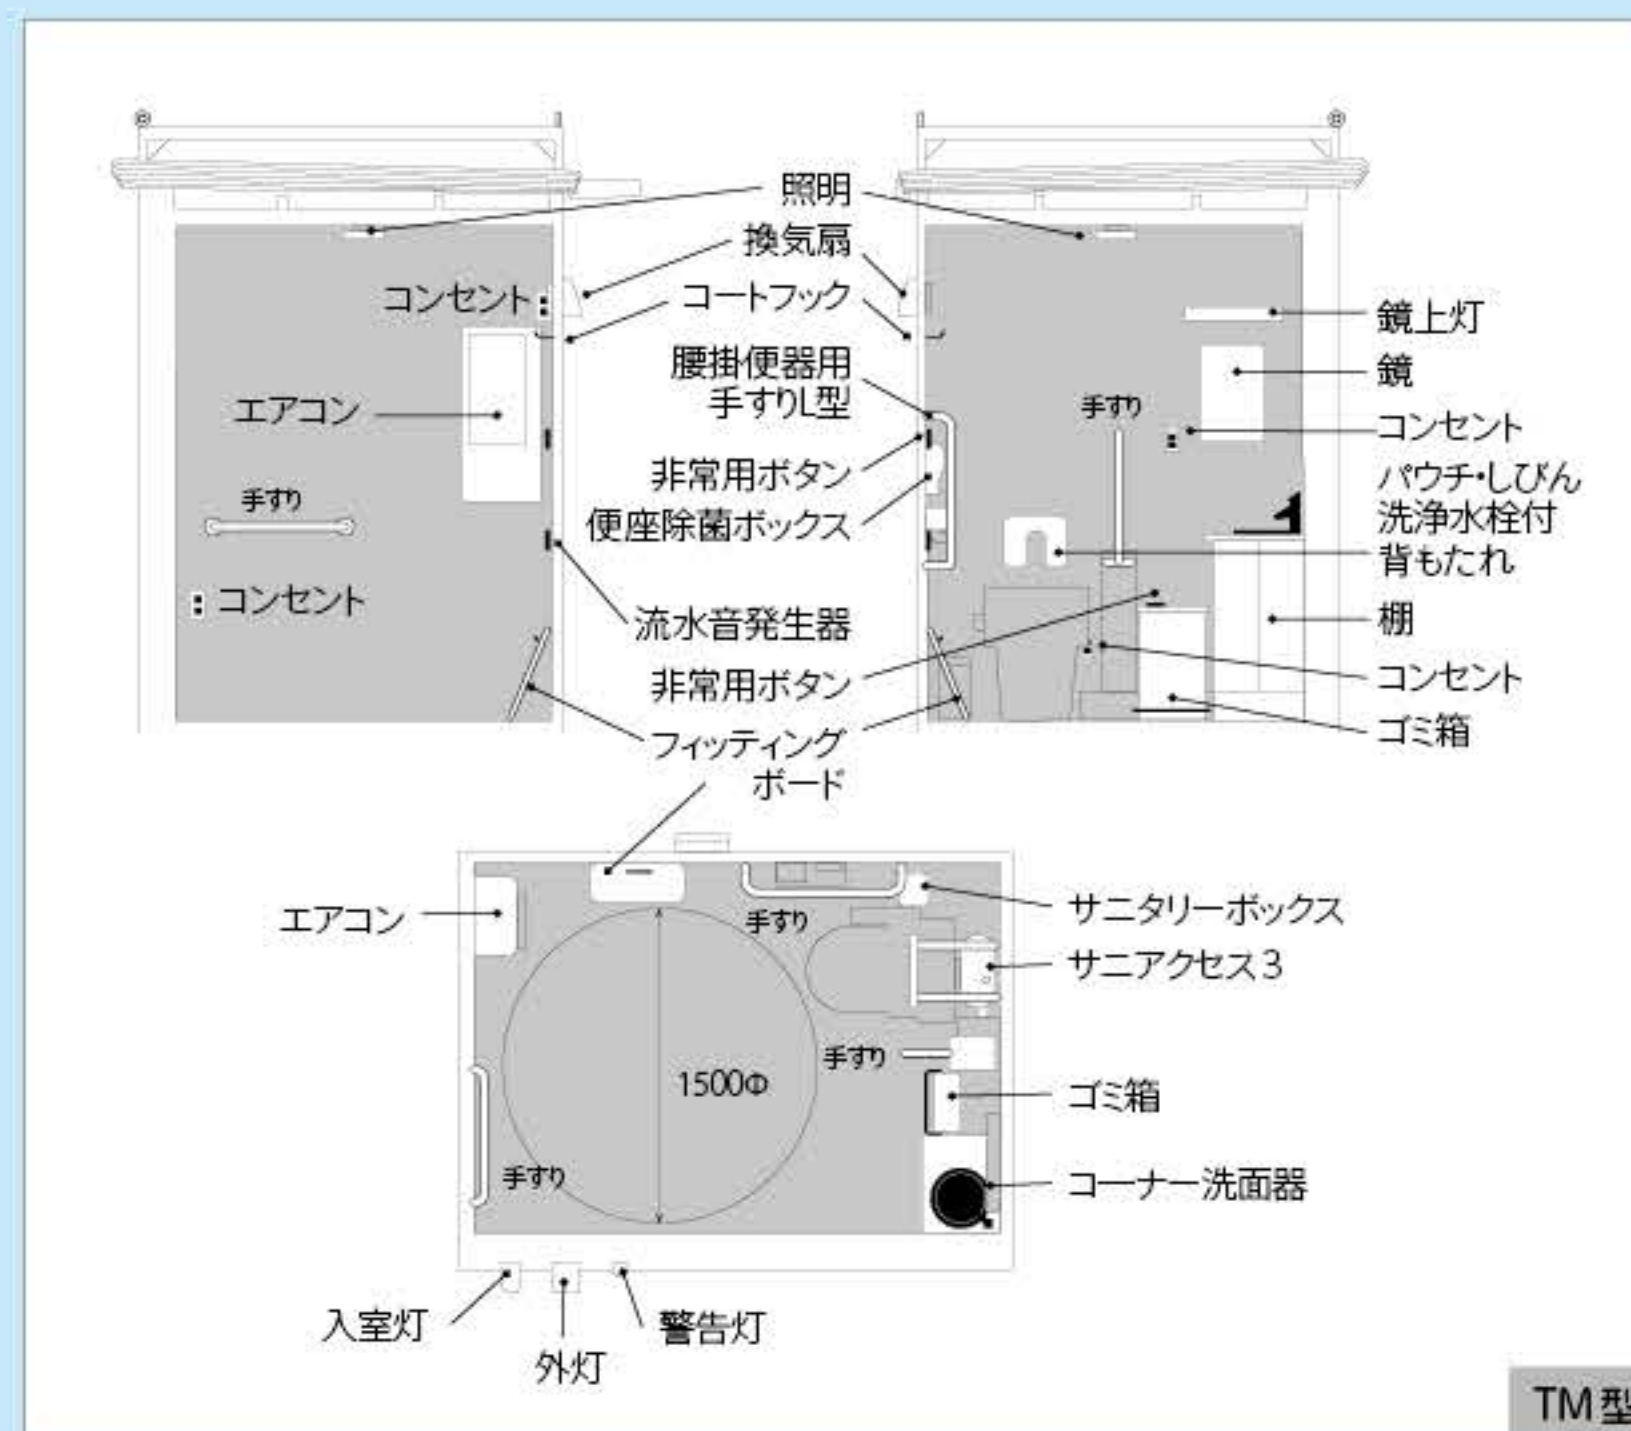 照明
換気扇
コンセント
コートフック
腰掛便器用
手すりL型
エアコン
非常用ボタン
手すり
便座除菌ボックス
コンセント
流水音発生器
非常用ボタン
フィッティング
ボード
鏡上灯
鏡
手すり
コンセント
パウチ・しびん
洗浄水栓付
背もたれ
棚
コンセント
ゴミ箱
エアコン
手すり
サニタリーボックス
サニアクセス3
手すり
1500Φ
ゴミ箱
手すり
コーナー洗面器
入室灯
外灯
警告灯
TM型